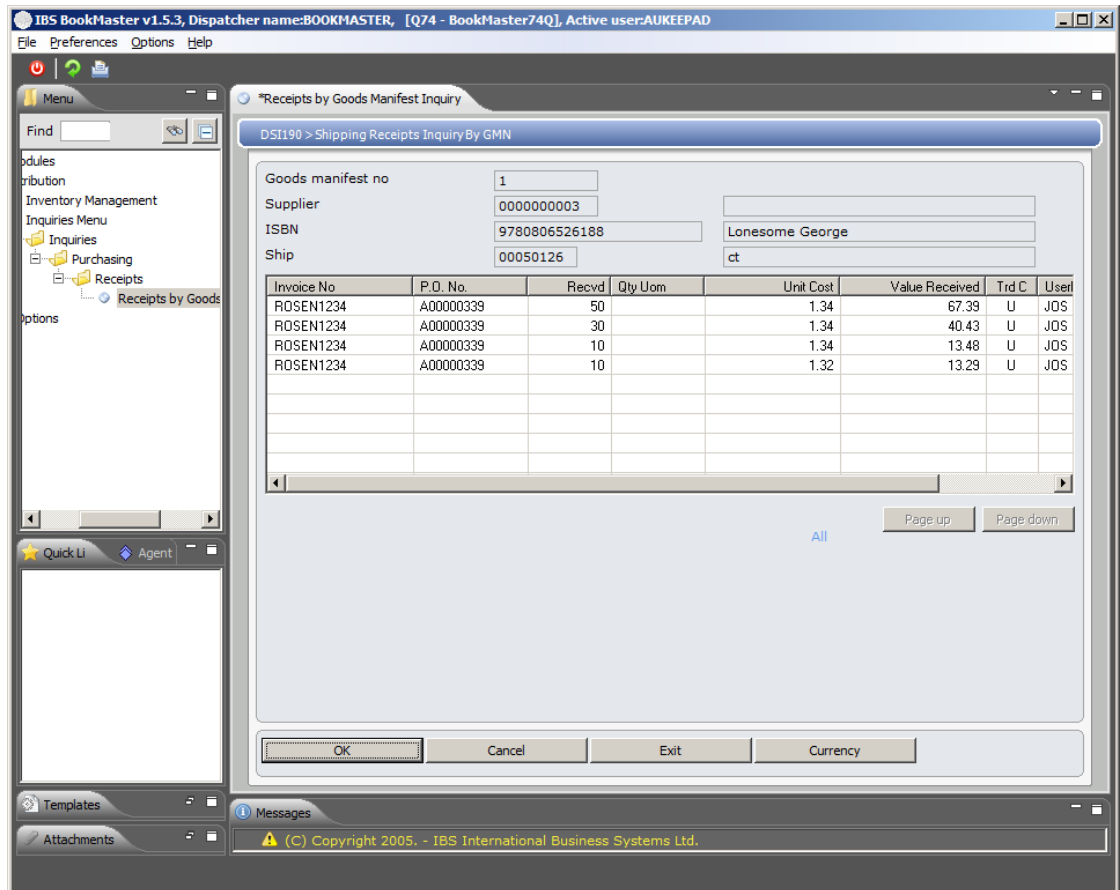 IBS BookMaster v1.5.3, Dispatcher name:BOOKMASTER, [Q74 - BookMaster74Q], Active user:AUKEEPAD
File Preferences Options Help
Menu
Find
odules
tribution
Inventory Management
Inquiries Menu
Inquiries
Purchasing
Receipts
Receipts by Goods
Options
Quick Li Agent
Templates
Attachments
*Receipts by Goods Manifest Inquiry
DSI190 > Shipping Receipts Inquiry By GMN
Goods manifest no 1
Supplier 0000000003
ISBN 9780806526188 Lonesome George
Ship 00050126 ct
Invoice No P.O. No. Recvd Qty Uom Unit Cost Value Received Trd C UserI
ROSEN1234 A00000339 50 1.34 67.39 U JOS
ROSEN1234 A00000339 30 1.34 40.43 U JOS
ROSEN1234 A00000339 10 1.34 13.48 U JOS
ROSEN1234 A00000339 10 1.32 13.29 U JOS
Page up Page down
All
OK Cancel Exit Currency
Messages
(C) Copyright 2005. - IBS International Business Systems Ltd.